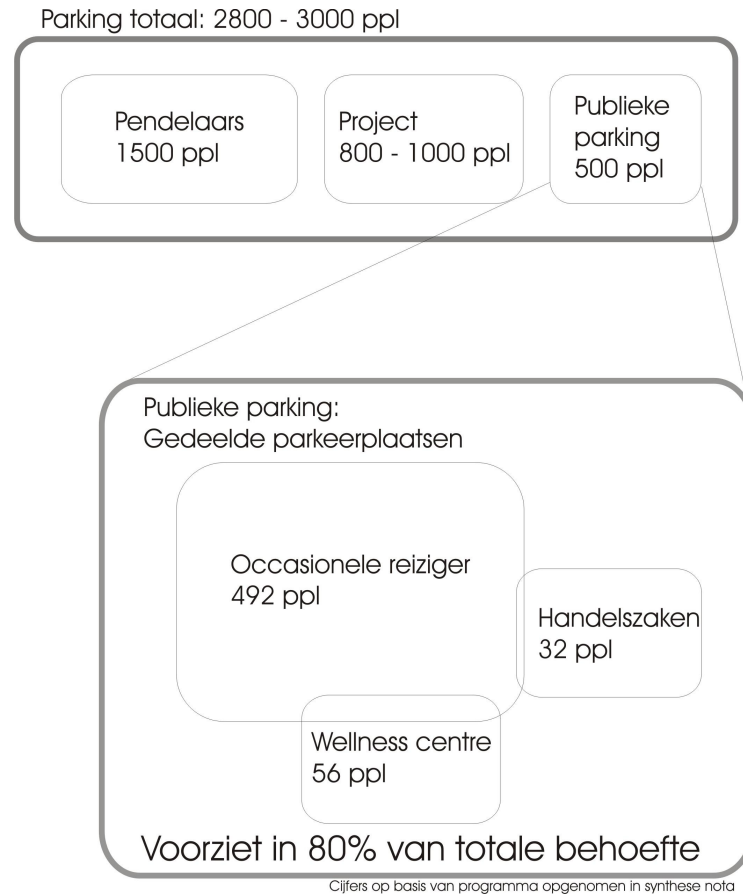 Parking totaal: 2800 - 3000 ppl
Pendelaars
1500 ppl
Project
800 - 1000 ppl
Publieke
parking
500 ppl
Publieke parking:
Gedeelde parkeerplaatsen
Occasionele reiziger
492 ppl
Handelszaken
32 ppl
Wellness centre
56 ppl
Voorziet in 80% van totale behoefte
Cijfers op basis van programma opgenomen in synthese nota